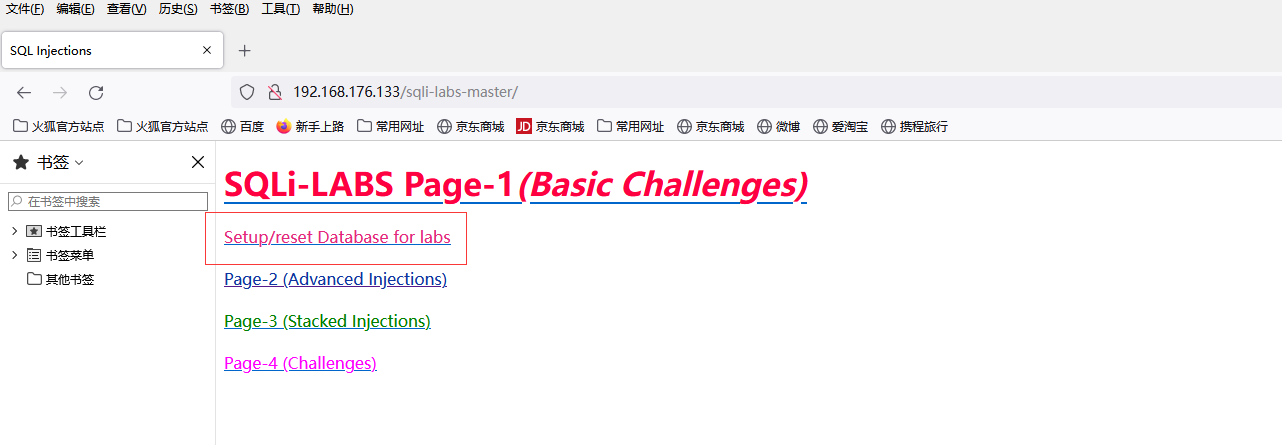 文件(F) 编辑(E) 查看(V) 历史(S) 书签(B) 工具(T) 帮助(H)
SQL Injections
192.168.176.133/sqli-labs-master/
火狐官方站点 火狐官方站点 百度 新手上路 常用网址 京东商城 JD 京东商城 常用网址 京东商城 微博 爱淘宝 携程旅行
书签
在书签中搜索
书签工具栏
书签菜单
其他书签
SQLi-LABS Page-1(Basic Challenges)
Setup/reset Database for labs
Page-2 (Advanced Injections)
Page-3 (Stacked Injections)
Page-4 (Challenges)